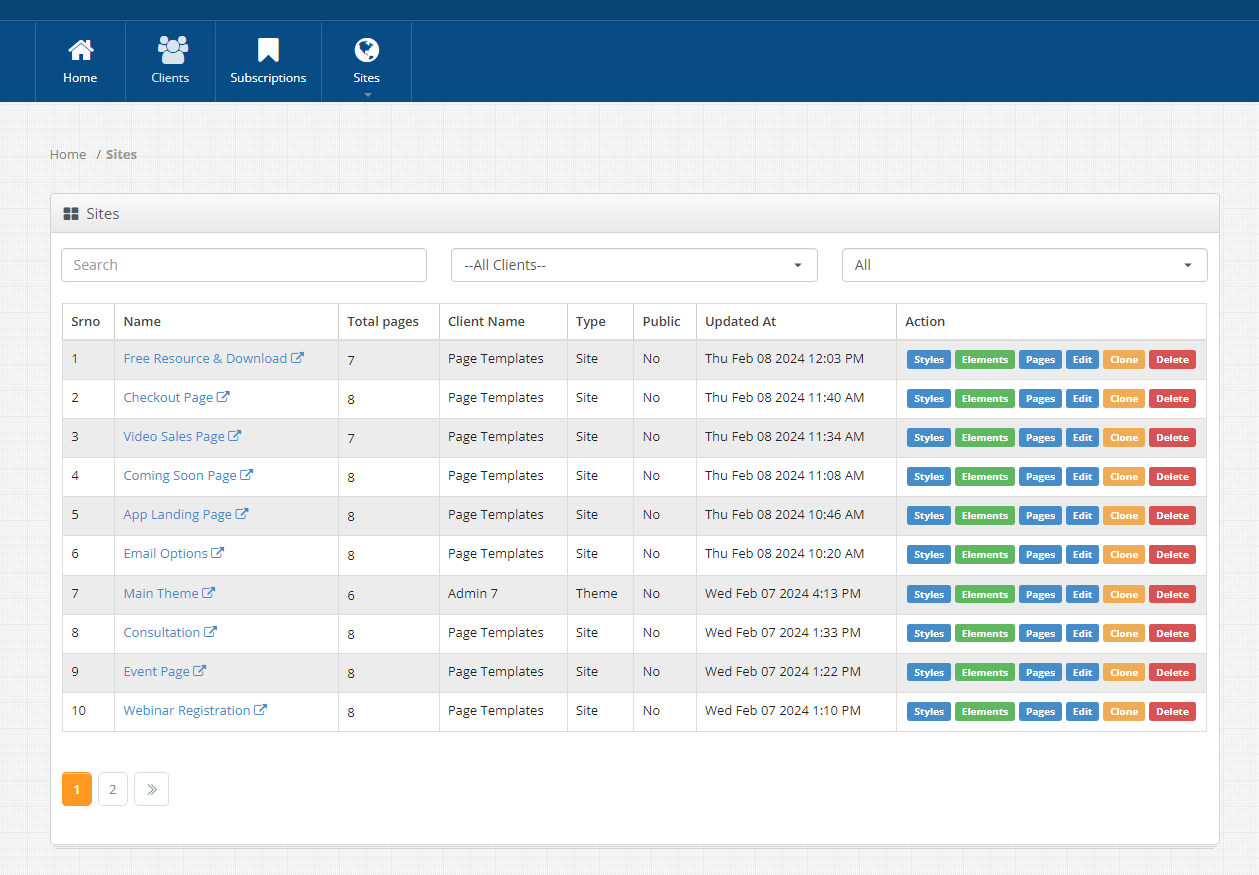 Home Clients Subscriptions Sites
Home / Sites
Sites
Search --All Clients-- All
Srno Name Total pages Client Name Type Public Updated At Action
1 Free Resource & Download 7 Page Templates Site No Thu Feb 08 2024 12:03 PM Styles Elements Pages Edit Clone Delete
2 Checkout Page 8 Page Templates Site No Thu Feb 08 2024 11:40 AM Styles Elements Pages Edit Clone Delete
3 Video Sales Page 7 Page Templates Site No Thu Feb 08 2024 11:34 AM Styles Elements Pages Edit Clone Delete
4 Coming Soon Page 8 Page Templates Site No Thu Feb 08 2024 11:08 AM Styles Elements Pages Edit Clone Delete
5 App Landing Page 8 Page Templates Site No Thu Feb 08 2024 10:46 AM Styles Elements Pages Edit Clone Delete
6 Email Options 8 Page Templates Site No Thu Feb 08 2024 10:20 AM Styles Elements Pages Edit Clone Delete
7 Main Theme 6 Admin 7 Theme No Wed Feb 07 2024 4:13 PM Styles Elements Pages Edit Clone Delete
8 Consultation 8 Page Templates Site No Wed Feb 07 2024 1:33 PM Styles Elements Pages Edit Clone Delete
9 Event Page 8 Page Templates Site No Wed Feb 07 2024 1:22 PM Styles Elements Pages Edit Clone Delete
10 Webinar Registration 8 Page Templates Site No Wed Feb 07 2024 1:10 PM Styles Elements Pages Edit Clone Delete
1 2 »